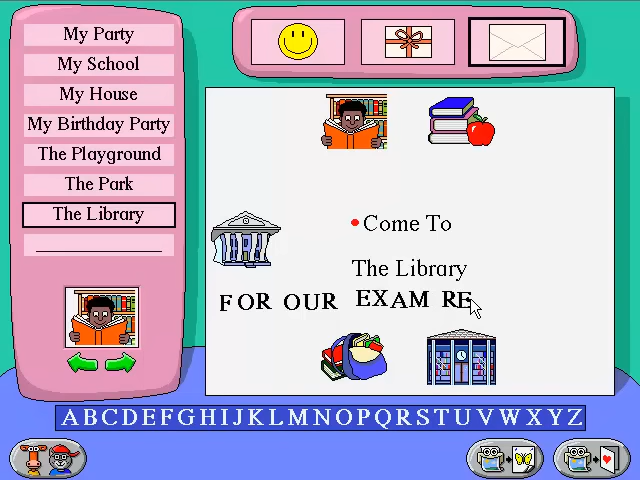 My Party
My School
My House
My Birthday Party
The Playground
The Park
The Library
Come To
The Library
FOR OUR EXAM RE
ABCDEFGHIJKLMNOPQRSTUVWXYZ